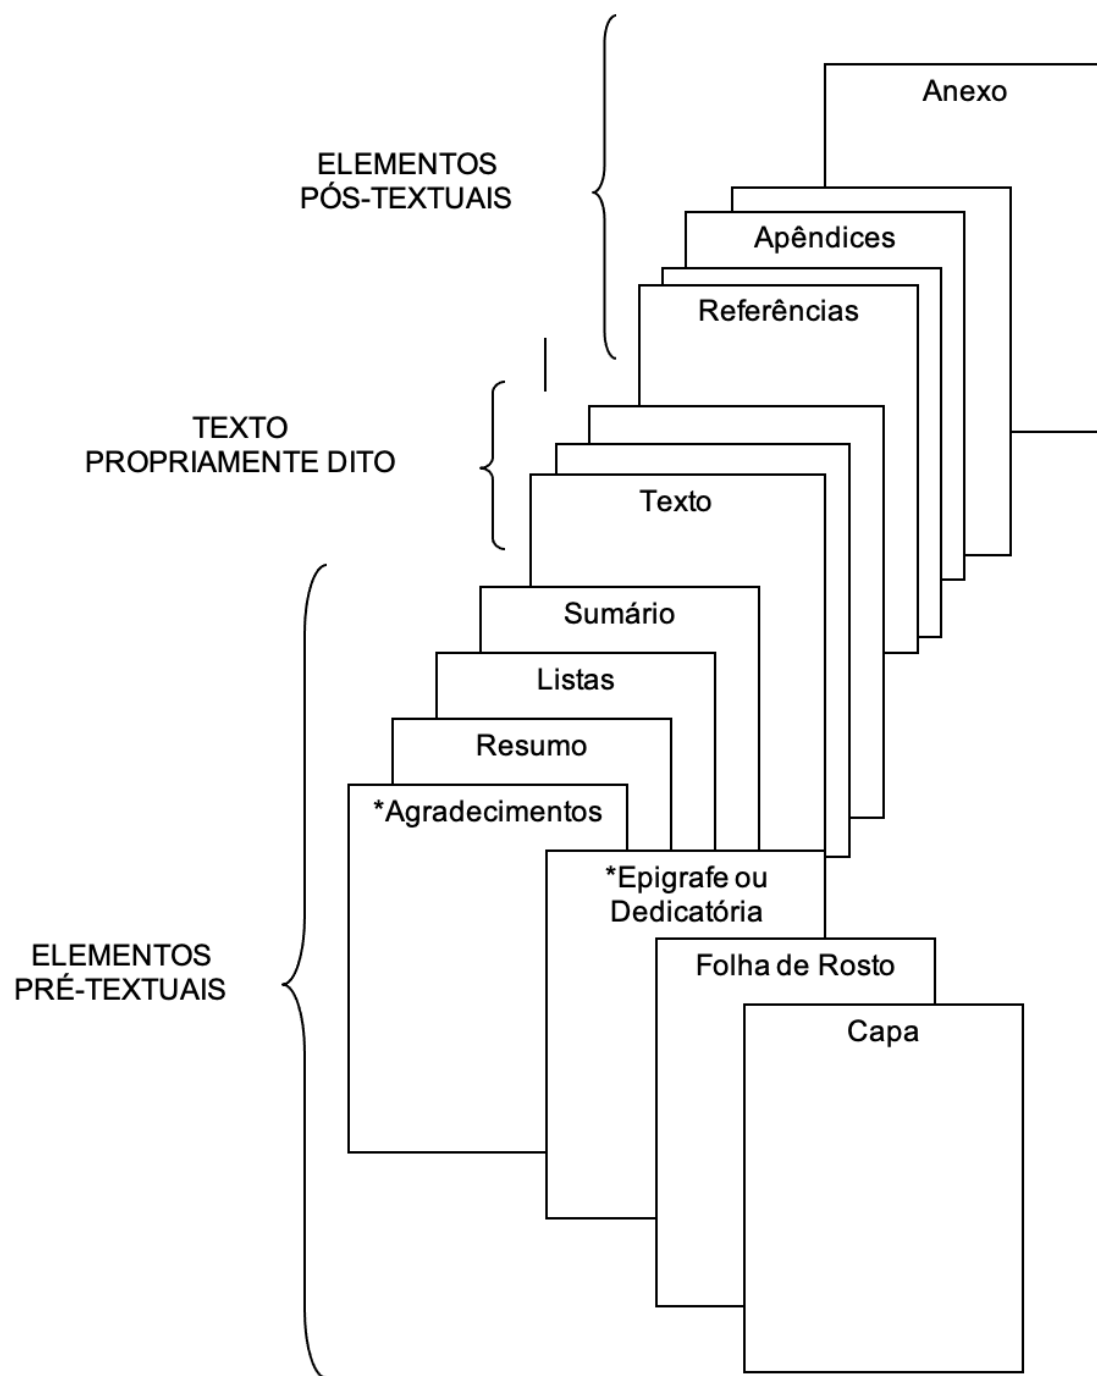 Anexo
ELEMENTOS
PÓS-TEXTUAIS
Apêndices
Referências
TEXTO
PROPRIAMENTE DITO
Texto
Sumário
Listas
Resumo
*Agradecimentos
*Epigrafe ou
Dedicatória
ELEMENTOS
PRÉ-TEXTUAIS
Folha de Rosto
Capa